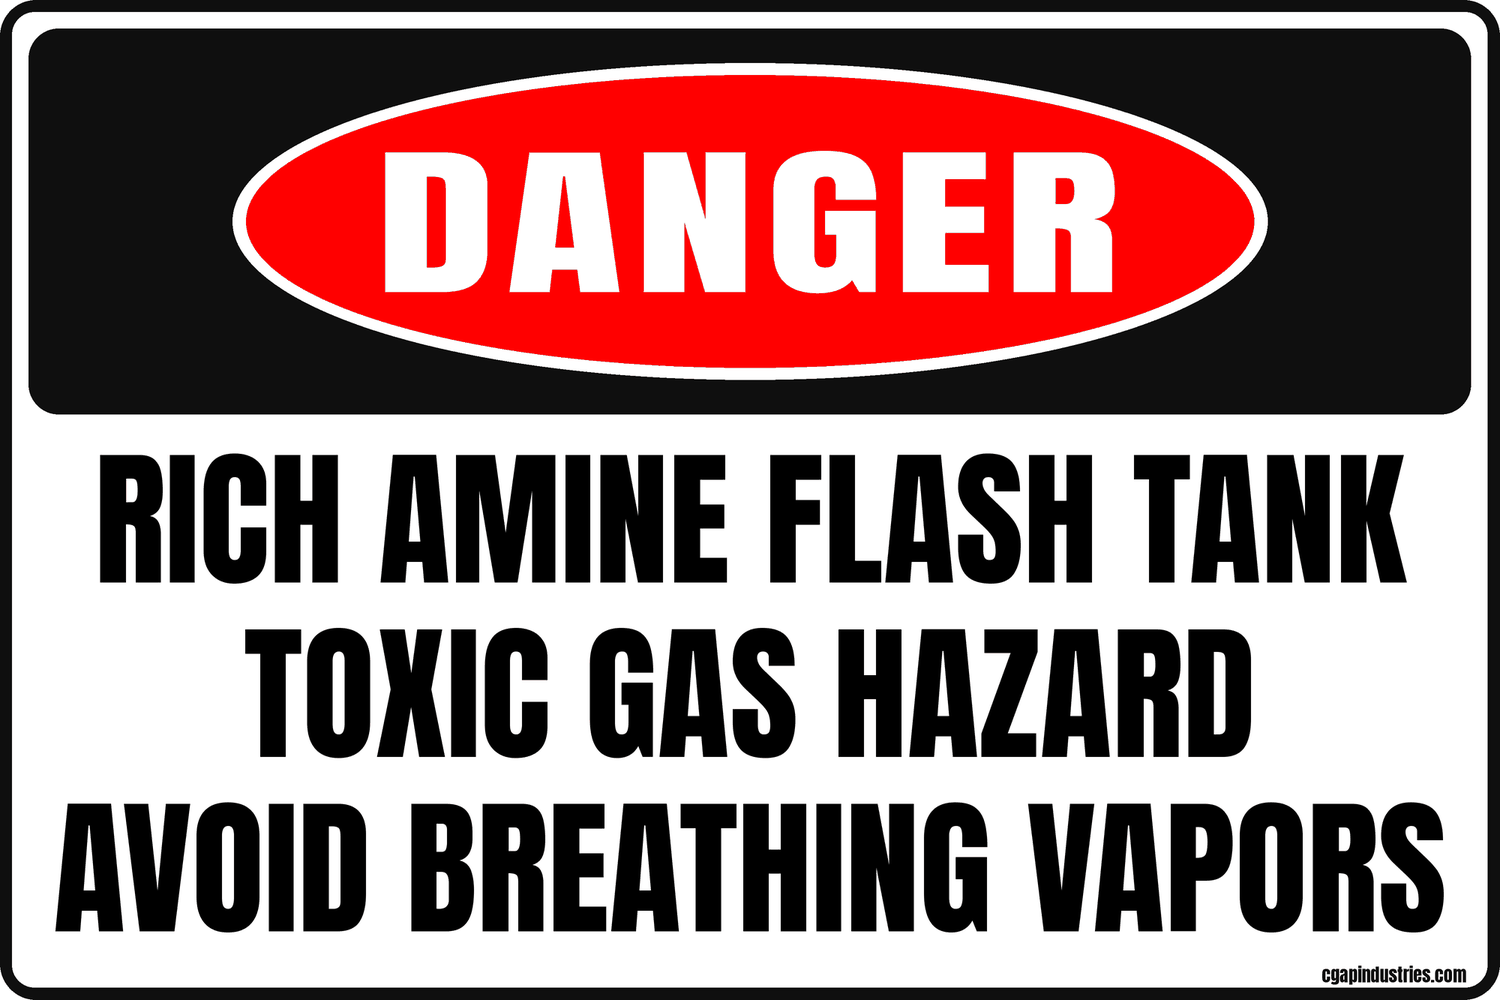 DANGER
RICH AMINE FLASH TANK
TOXIC GAS HAZARD
AVOID BREATHING VAPORS
cgapindustries.com